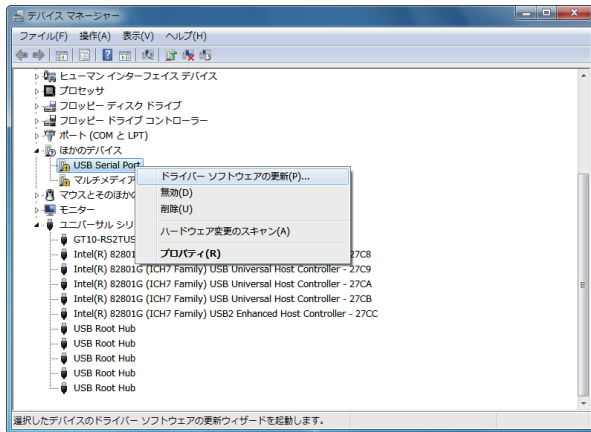 デバイス マネージャー
ファイル(F) 操作(A) 表示(V) ヘルプ(H)
ヒューマン インターフェイス デバイス
プロセッサ
フロッピー ディスク ドライブ
フロッピー ドライブ コントローラー
ポート (COM と LPT)
ほかのデバイス
USB Serial Port
ドライバー ソフトウェアの更新(P)...
マルチメディア
無効(D)
マウスとそのほか
削除(U)
モニター
ユニバーサル シリ
ハードウェア変更のスキャン(A)
GT10-RS2TUS
プロパティ(R)
Intel(R) 82801G 27C8
Intel(R) 82801G (ICH7 Family) USB Universal Host Controller - 27C9
Intel(R) 82801G (ICH7 Family) USB Universal Host Controller - 27CA
Intel(R) 82801G (ICH7 Family) USB Universal Host Controller - 27CB
Intel(R) 82801G (ICH7 Family) USB2 Enhanced Host Controller - 27CC
USB Root Hub
USB Root Hub
USB Root Hub
USB Root Hub
USB Root Hub
選択したデバイスのドライバー ソフトウェアの更新ウィザードを起動します。